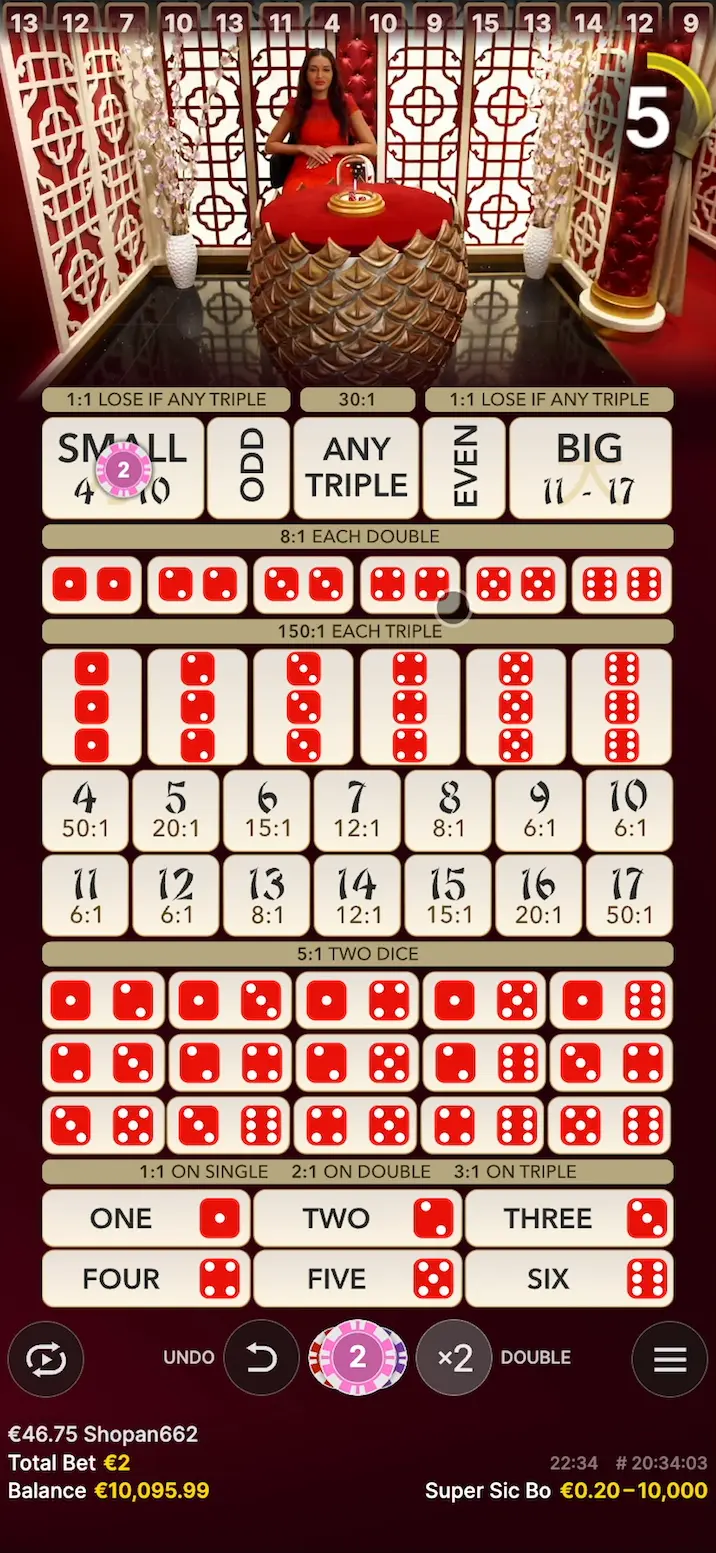 13 12 7 10 13 11 4 10 9 15 13 14 12 9
5
1:1 LOSE IF ANY TRIPLE 30:1 1:1 LOSE IF ANY TRIPLE
SMALL ODD ANY TRIPLE EVEN BIG
2
4 10 11 - 17
8:1 EACH DOUBLE
150:1 EACH TRIPLE
4 5 6 7 8 9 10
50:1 20:1 15:1 12:1 8:1 6:1 6:1
11 12 13 14 15 16 17
6:1 6:1 8:1 12:1 15:1 20:1 50:1
5:1 TWO DICE
1:1 ON SINGLE 2:1 ON DOUBLE 3:1 ON TRIPLE
ONE TWO THREE
FOUR FIVE SIX
UNDO 2 ×2 DOUBLE
€46.75 Shopan662
Total Bet €2 22:34 # 20:34:03
Balance €10,095.99 Super Sic Bo €0.20–10,000